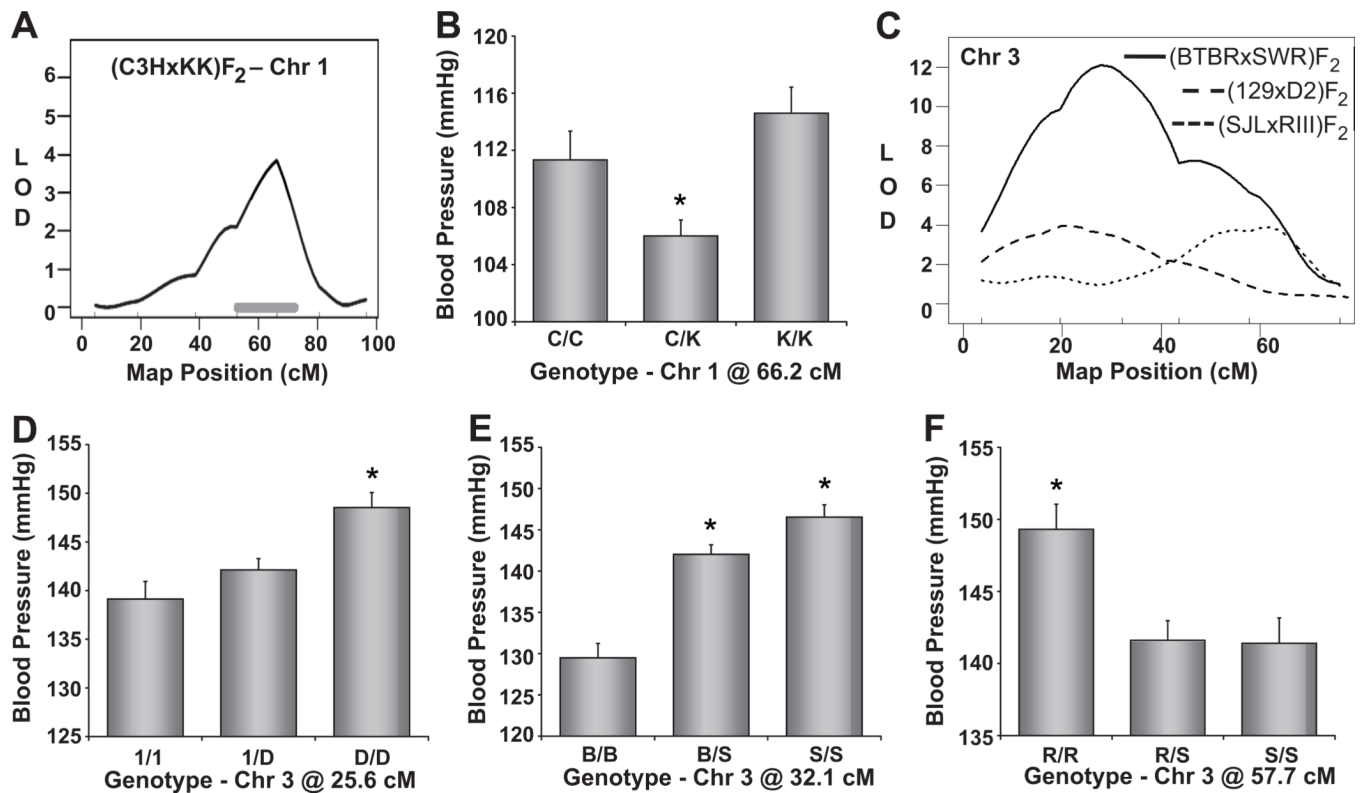 A
(C3HxKK)F2 – Chr 1
LOD
6
5
4
3
2
1
0
0 20 40 60 80 100
Map Position (cM)
B
Blood Pressure (mmHg)
120
116
112
108
104
100
*
C/C C/K K/K
Genotype - Chr 1 @ 66.2 cM
C
Chr 3
(BTBRxSWR)F2
(129xD2)F2
(SJLxRIII)F2
LOD
12
10
8
6
4
2
0
0 20 40 60
Map Position (cM)
D
Blood Pressure (mmHg)
155
150
145
140
135
130
125
*
1/1 1/D D/D
Genotype - Chr 3 @ 25.6 cM
E
Blood Pressure (mmHg)
155
150
145
140
135
130
125
120
* *
B/B B/S S/S
Genotype - Chr 3 @ 32.1 cM
F
Blood Pressure (mmHg)
155
150
145
140
135
*
R/R R/S S/S
Genotype - Chr 3 @ 57.7 cM